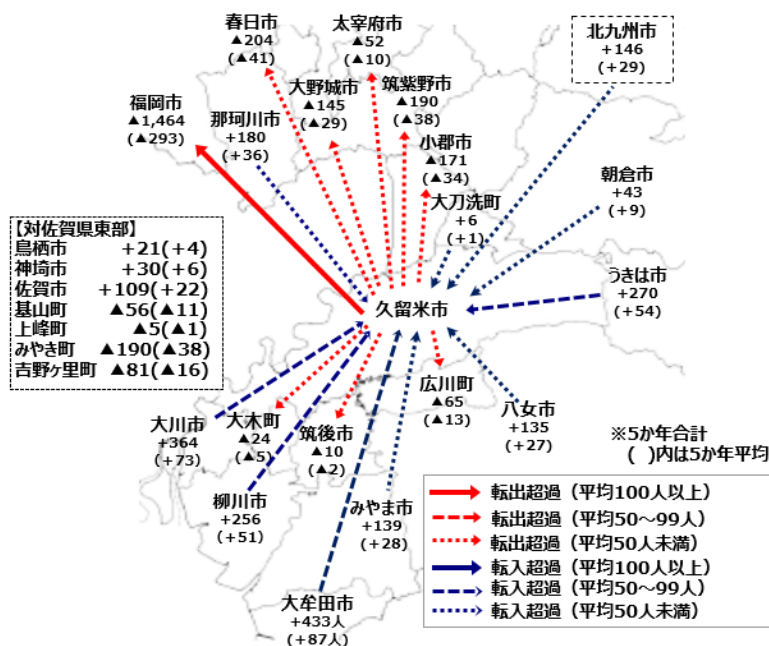 春日市
▲204
(▲41)
太宰府市
▲52
(▲10)
北九州市
+146
(+29)
福岡市
▲1,464
(▲293)
那珂川市
+180
(+36)
大野城市
▲145
(▲29)
筑紫野市
▲190
(▲38)
小郡市
▲171
(▲34)
大刀洗町
+6
(+1)
朝倉市
+43
(+9)
うきは市
+270
(+54)
【対佐賀県東部】
鳥栖市 +21(+4)
神埼市 +30(+6)
佐賀市 +109(+22)
基山町 ▲56(▲11)
上峰町 ▲5(▲1)
みやき町 ▲190(▲38)
吉野ヶ里町 ▲81(▲16)
久留米市
大川市
+364
(+73)
大木町
▲24
(▲5)
筑後市
▲10
(▲2)
広川町
▲65
(▲13)
八女市
+135
(+27)
柳川市
+256
(+51)
みやま市
+139
(+28)
大牟田市
+433人
(+87人)
※5か年合計
( )内は5か年平均
転出超過（平均100人以上）
転出超過（平均50～99人）
転出超過（平均50人未満）
転入超過（平均100人以上）
転入超過（平均50～99人）
転入超過（平均50人未満）